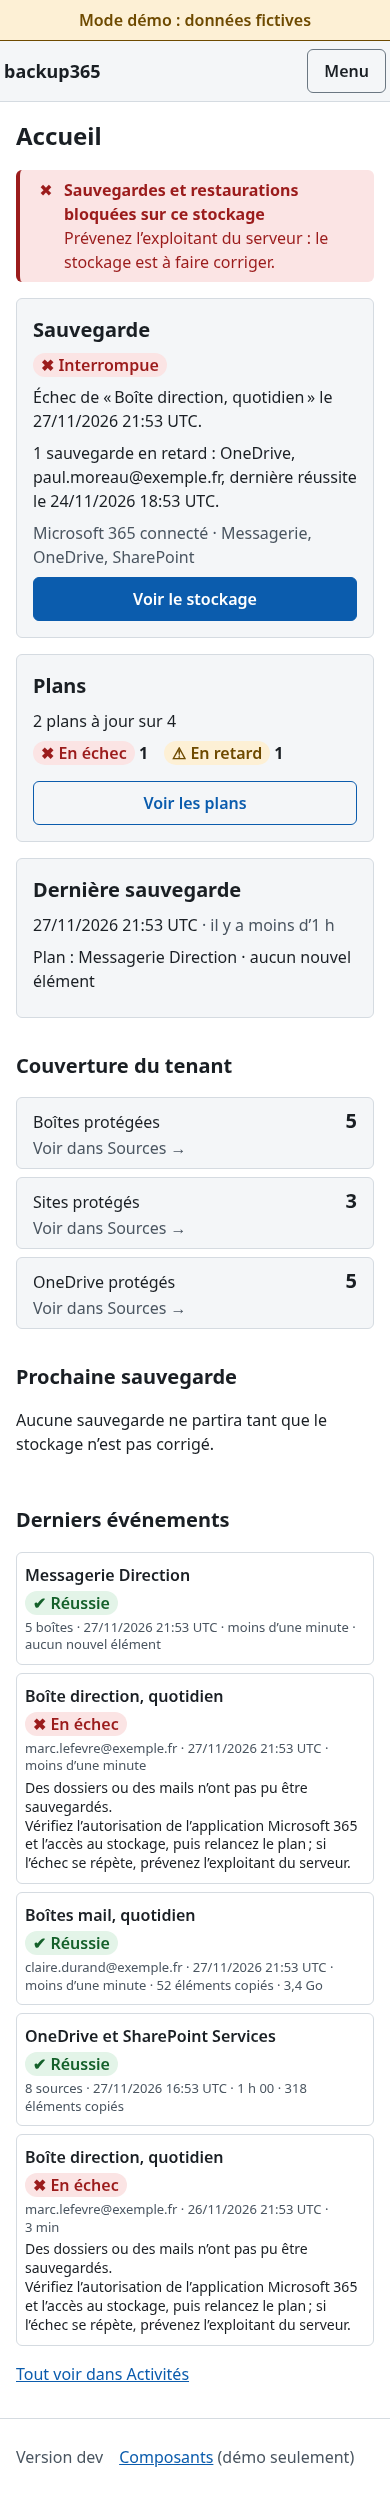 Mode démo : données fictives
backup365
Menu
Accueil
✖ Sauvegardes et restaurations
bloquées sur ce stockage
Prévenez l’exploitant du serveur : le
stockage est à faire corriger.
Sauvegarde
✖ Interrompue
Échec de « Boîte direction, quotidien » le
27/11/2026 21:53 UTC.
1 sauvegarde en retard : OneDrive,
paul.moreau@exemple.fr, dernière réussite
le 24/11/2026 18:53 UTC.
Microsoft 365 connecté · Messagerie,
OneDrive, SharePoint
Voir le stockage
Plans
2 plans à jour sur 4
✖ En échec 1 ⚠ En retard 1
Voir les plans
Dernière sauvegarde
27/11/2026 21:53 UTC · il y a moins d’1 h
Plan : Messagerie Direction · aucun nouvel
élément
Couverture du tenant
Boîtes protégées 5
Voir dans Sources →
Sites protégés 3
Voir dans Sources →
OneDrive protégés 5
Voir dans Sources →
Prochaine sauvegarde
Aucune sauvegarde ne partira tant que le
stockage n’est pas corrigé.
Derniers événements
Messagerie Direction
✔ Réussie
5 boîtes · 27/11/2026 21:53 UTC · moins d’une minute ·
aucun nouvel élément
Boîte direction, quotidien
✖ En échec
marc.lefevre@exemple.fr · 27/11/2026 21:53 UTC ·
moins d’une minute
Des dossiers ou des mails n’ont pas pu être
sauvegardés.
Vérifiez l’autorisation de l’application Microsoft 365
et l’accès au stockage, puis relancez le plan ; si
l’échec se répète, prévenez l’exploitant du serveur.
Boîtes mail, quotidien
✔ Réussie
claire.durand@exemple.fr · 27/11/2026 21:53 UTC ·
moins d’une minute · 52 éléments copiés · 3,4 Go
OneDrive et SharePoint Services
✔ Réussie
8 sources · 27/11/2026 16:53 UTC · 1 h 00 · 318
éléments copiés
Boîte direction, quotidien
✖ En échec
marc.lefevre@exemple.fr · 26/11/2026 21:53 UTC ·
3 min
Des dossiers ou des mails n’ont pas pu être
sauvegardés.
Vérifiez l’autorisation de l’application Microsoft 365
et l’accès au stockage, puis relancez le plan ; si
l’échec se répète, prévenez l’exploitant du serveur.
Tout voir dans Activités
Version dev Composants (démo seulement)